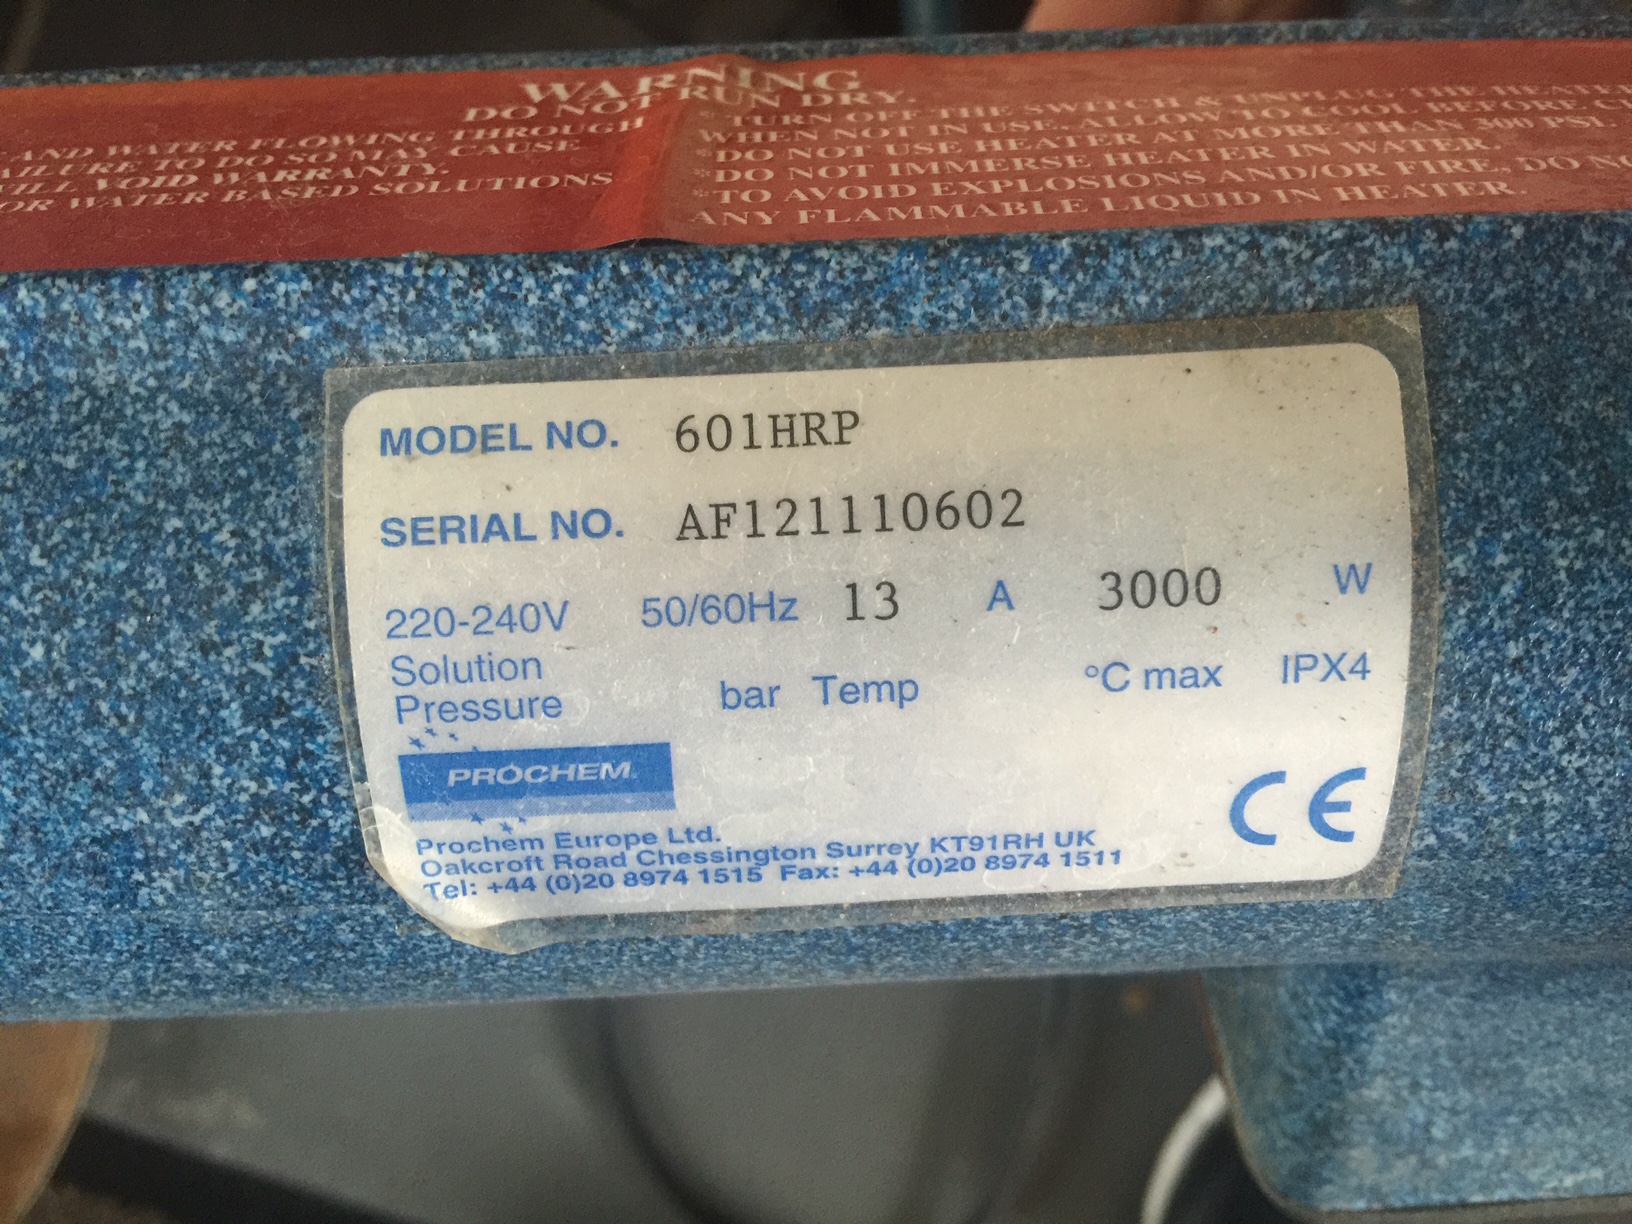 WARNING
DO NOT RUN DRY.
AND WATER FLOWING THROUGH
AILURE TO DO SO MAY CAUSE
ILL VOID WARRANTY.
OR WATER BASED SOLUTIONS
* TURN OFF THE SWITCH & UNPLUG THE HEATER
WHEN NOT IN USE. ALLOW TO COOL BEFORE
*DO NOT USE HEATER AT MORE THAN 300 PSI
*DO NOT IMMERSE HEATER IN WATER.
*TO AVOID EXPLOSIONS AND/OR FIRE, DO NO
ANY FLAMMABLE LIQUID IN HEATER.
MODEL NO. 601HRP
SERIAL NO. AF121110602
220-240V 50/60Hz 13 A 3000 W
Solution
Pressure bar Temp °C max IPX4
PROCHEM
CE
Prochem Europe Ltd.
Oakcroft Road Chessington Surrey KT91RH UK
Tel: +44 (0)20 8974 1515 Fax: +44 (0)20 8974 1511